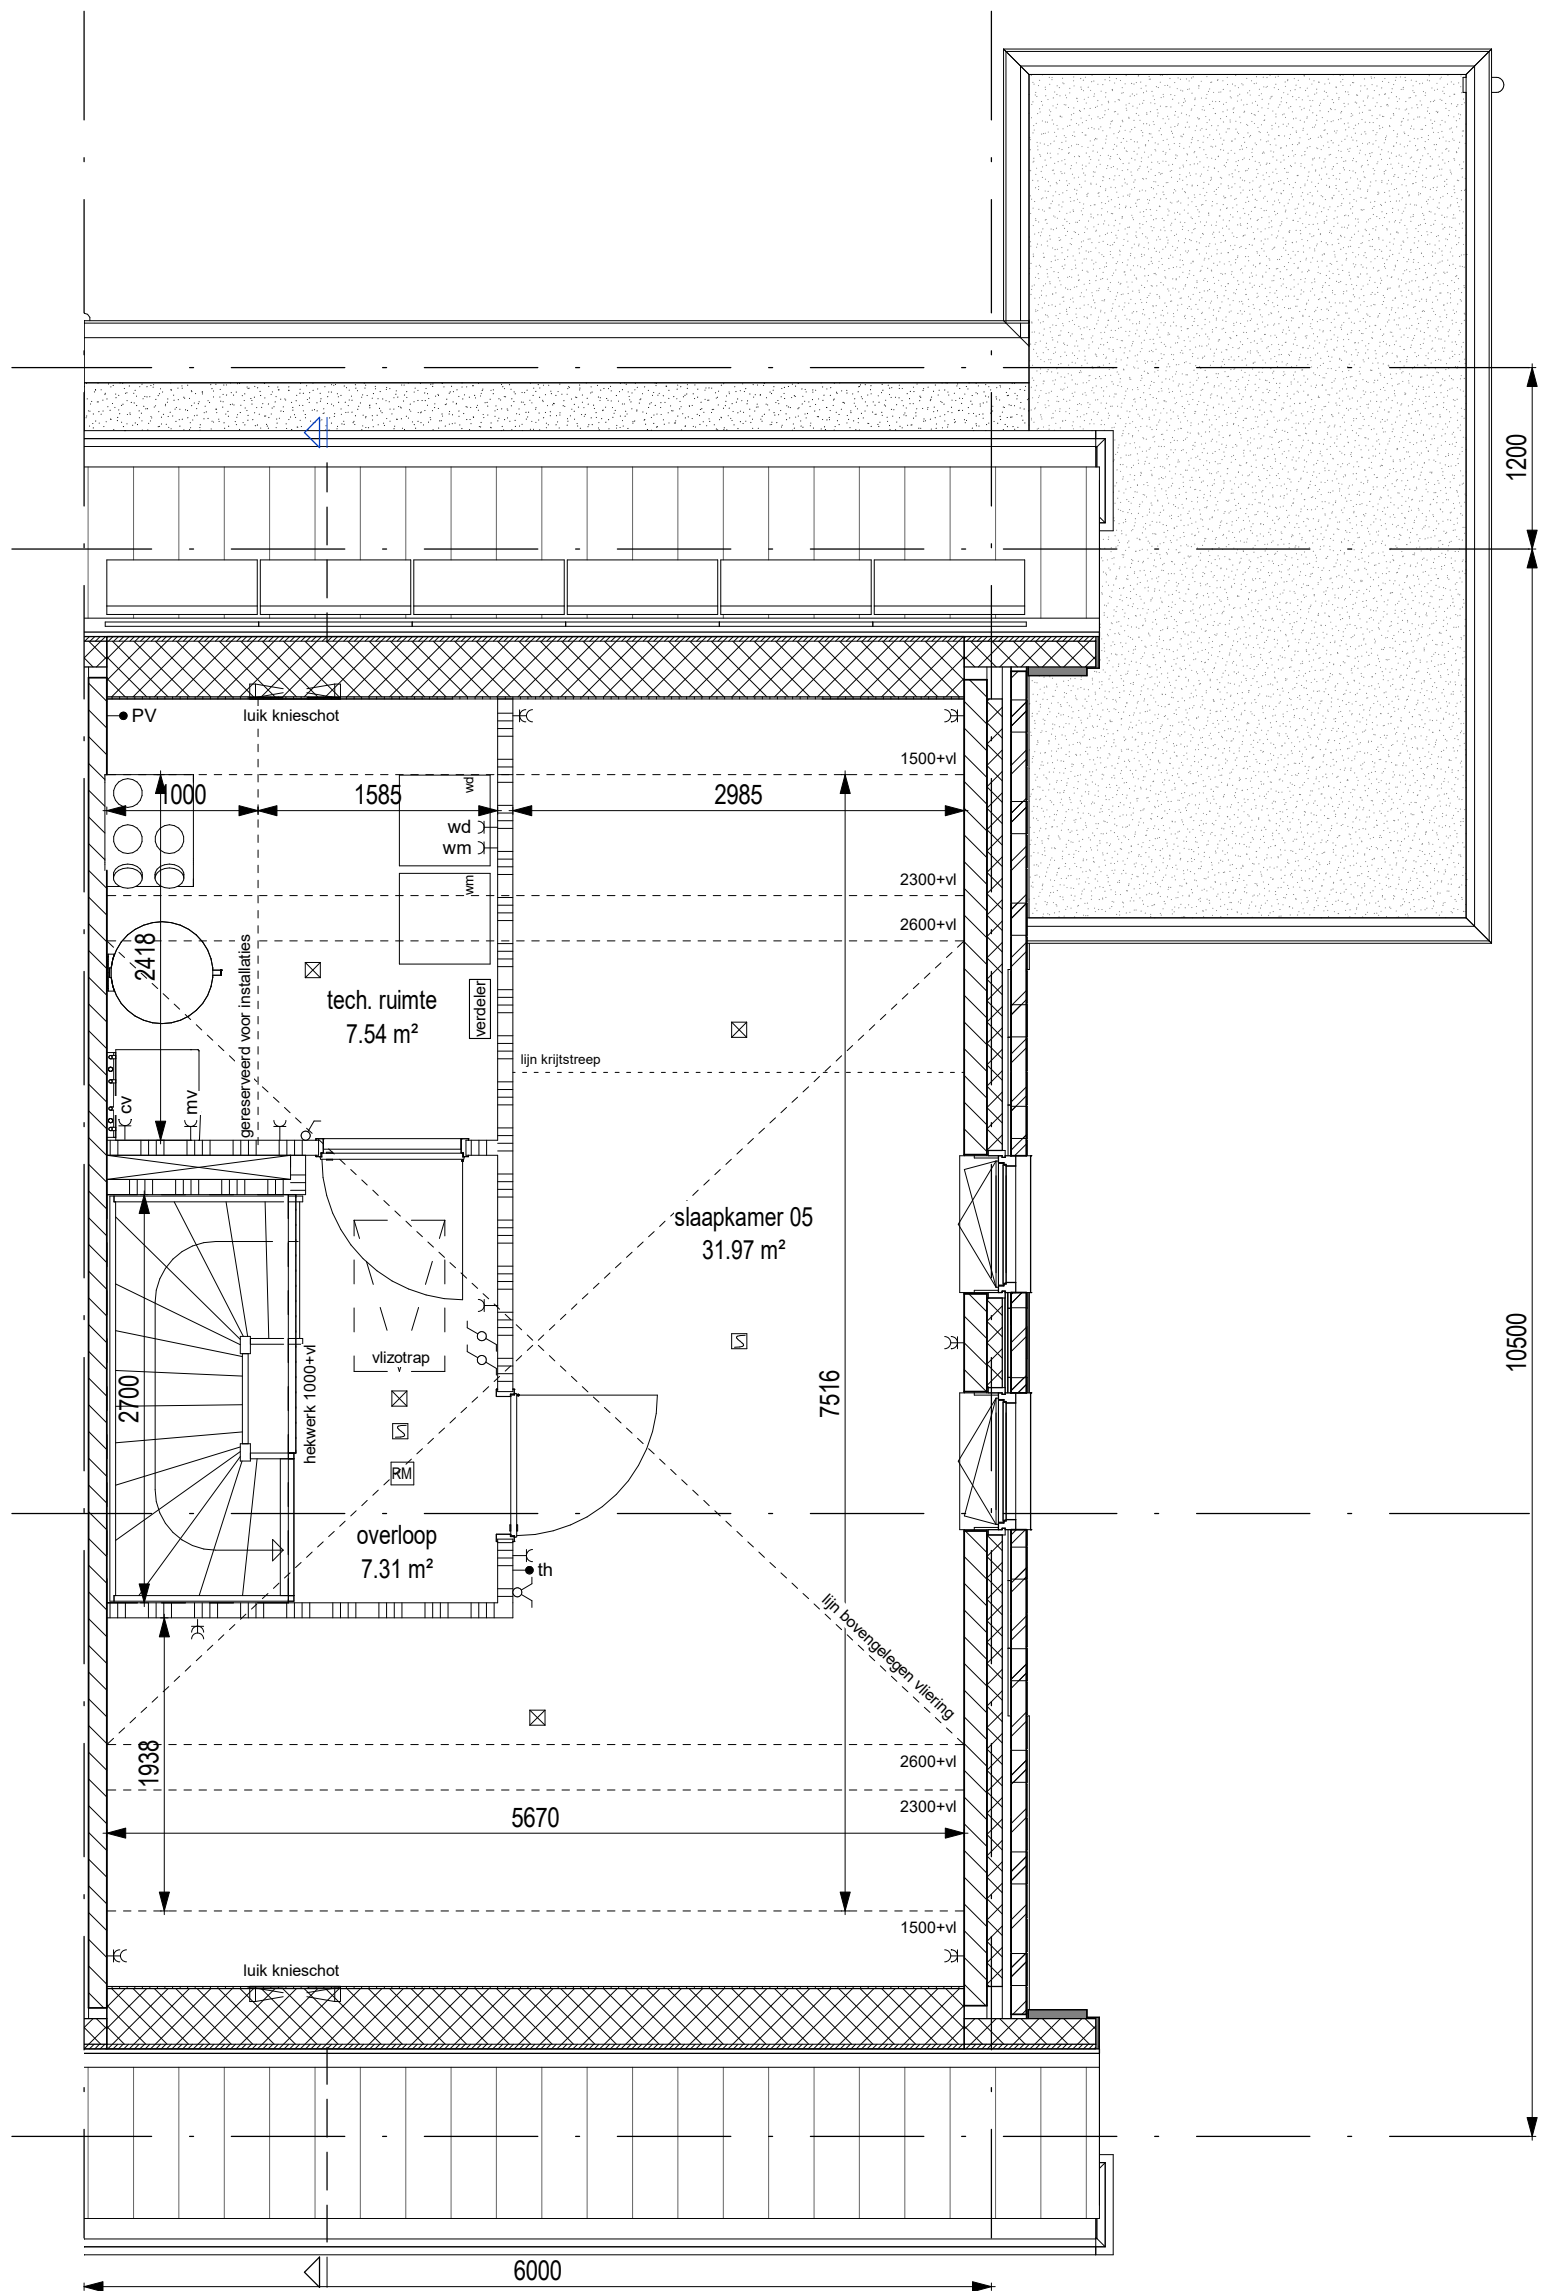 1200
PV
luik knieschot
1500+vl
1000
1585
2985
wd
wd
wm
2300+vl
wm
2600+vl
2418
gereserveerd voor installaties
tech. ruimte
7.54 m²
verdeler
lijn krijtstreep
cv
mv
slaapkamer 05
31.97 m²
vlizotrap
hekwerk 1000+vl
2700
7516
10500
RM
overloop
7.31 m²
th
lijn bovengelegen vliering
1938
2600+vl
2300+vl
5670
1500+vl
luik knieschot
6000